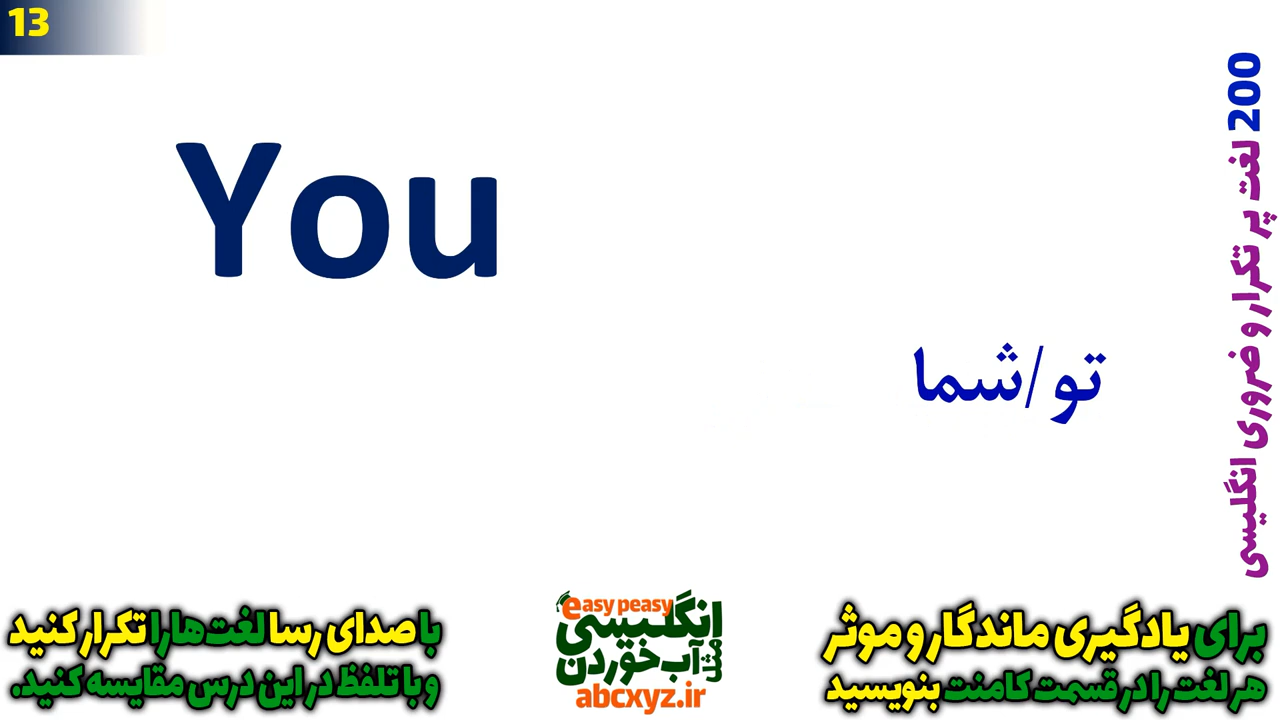 13
You
تو/شما
200 لغت پر تکرار و ضروری انگلیسی
برای یادگیری ماندگار و موثر
هر لغت را در قسمت کامنت بنویسید
easy peasy
انگلیسی
مثل آب خوردن
abcxyz.ir
با صدای رسا لغت‌ها را تکرار کنید
و با تلفظ در این درس مقایسه کنید.